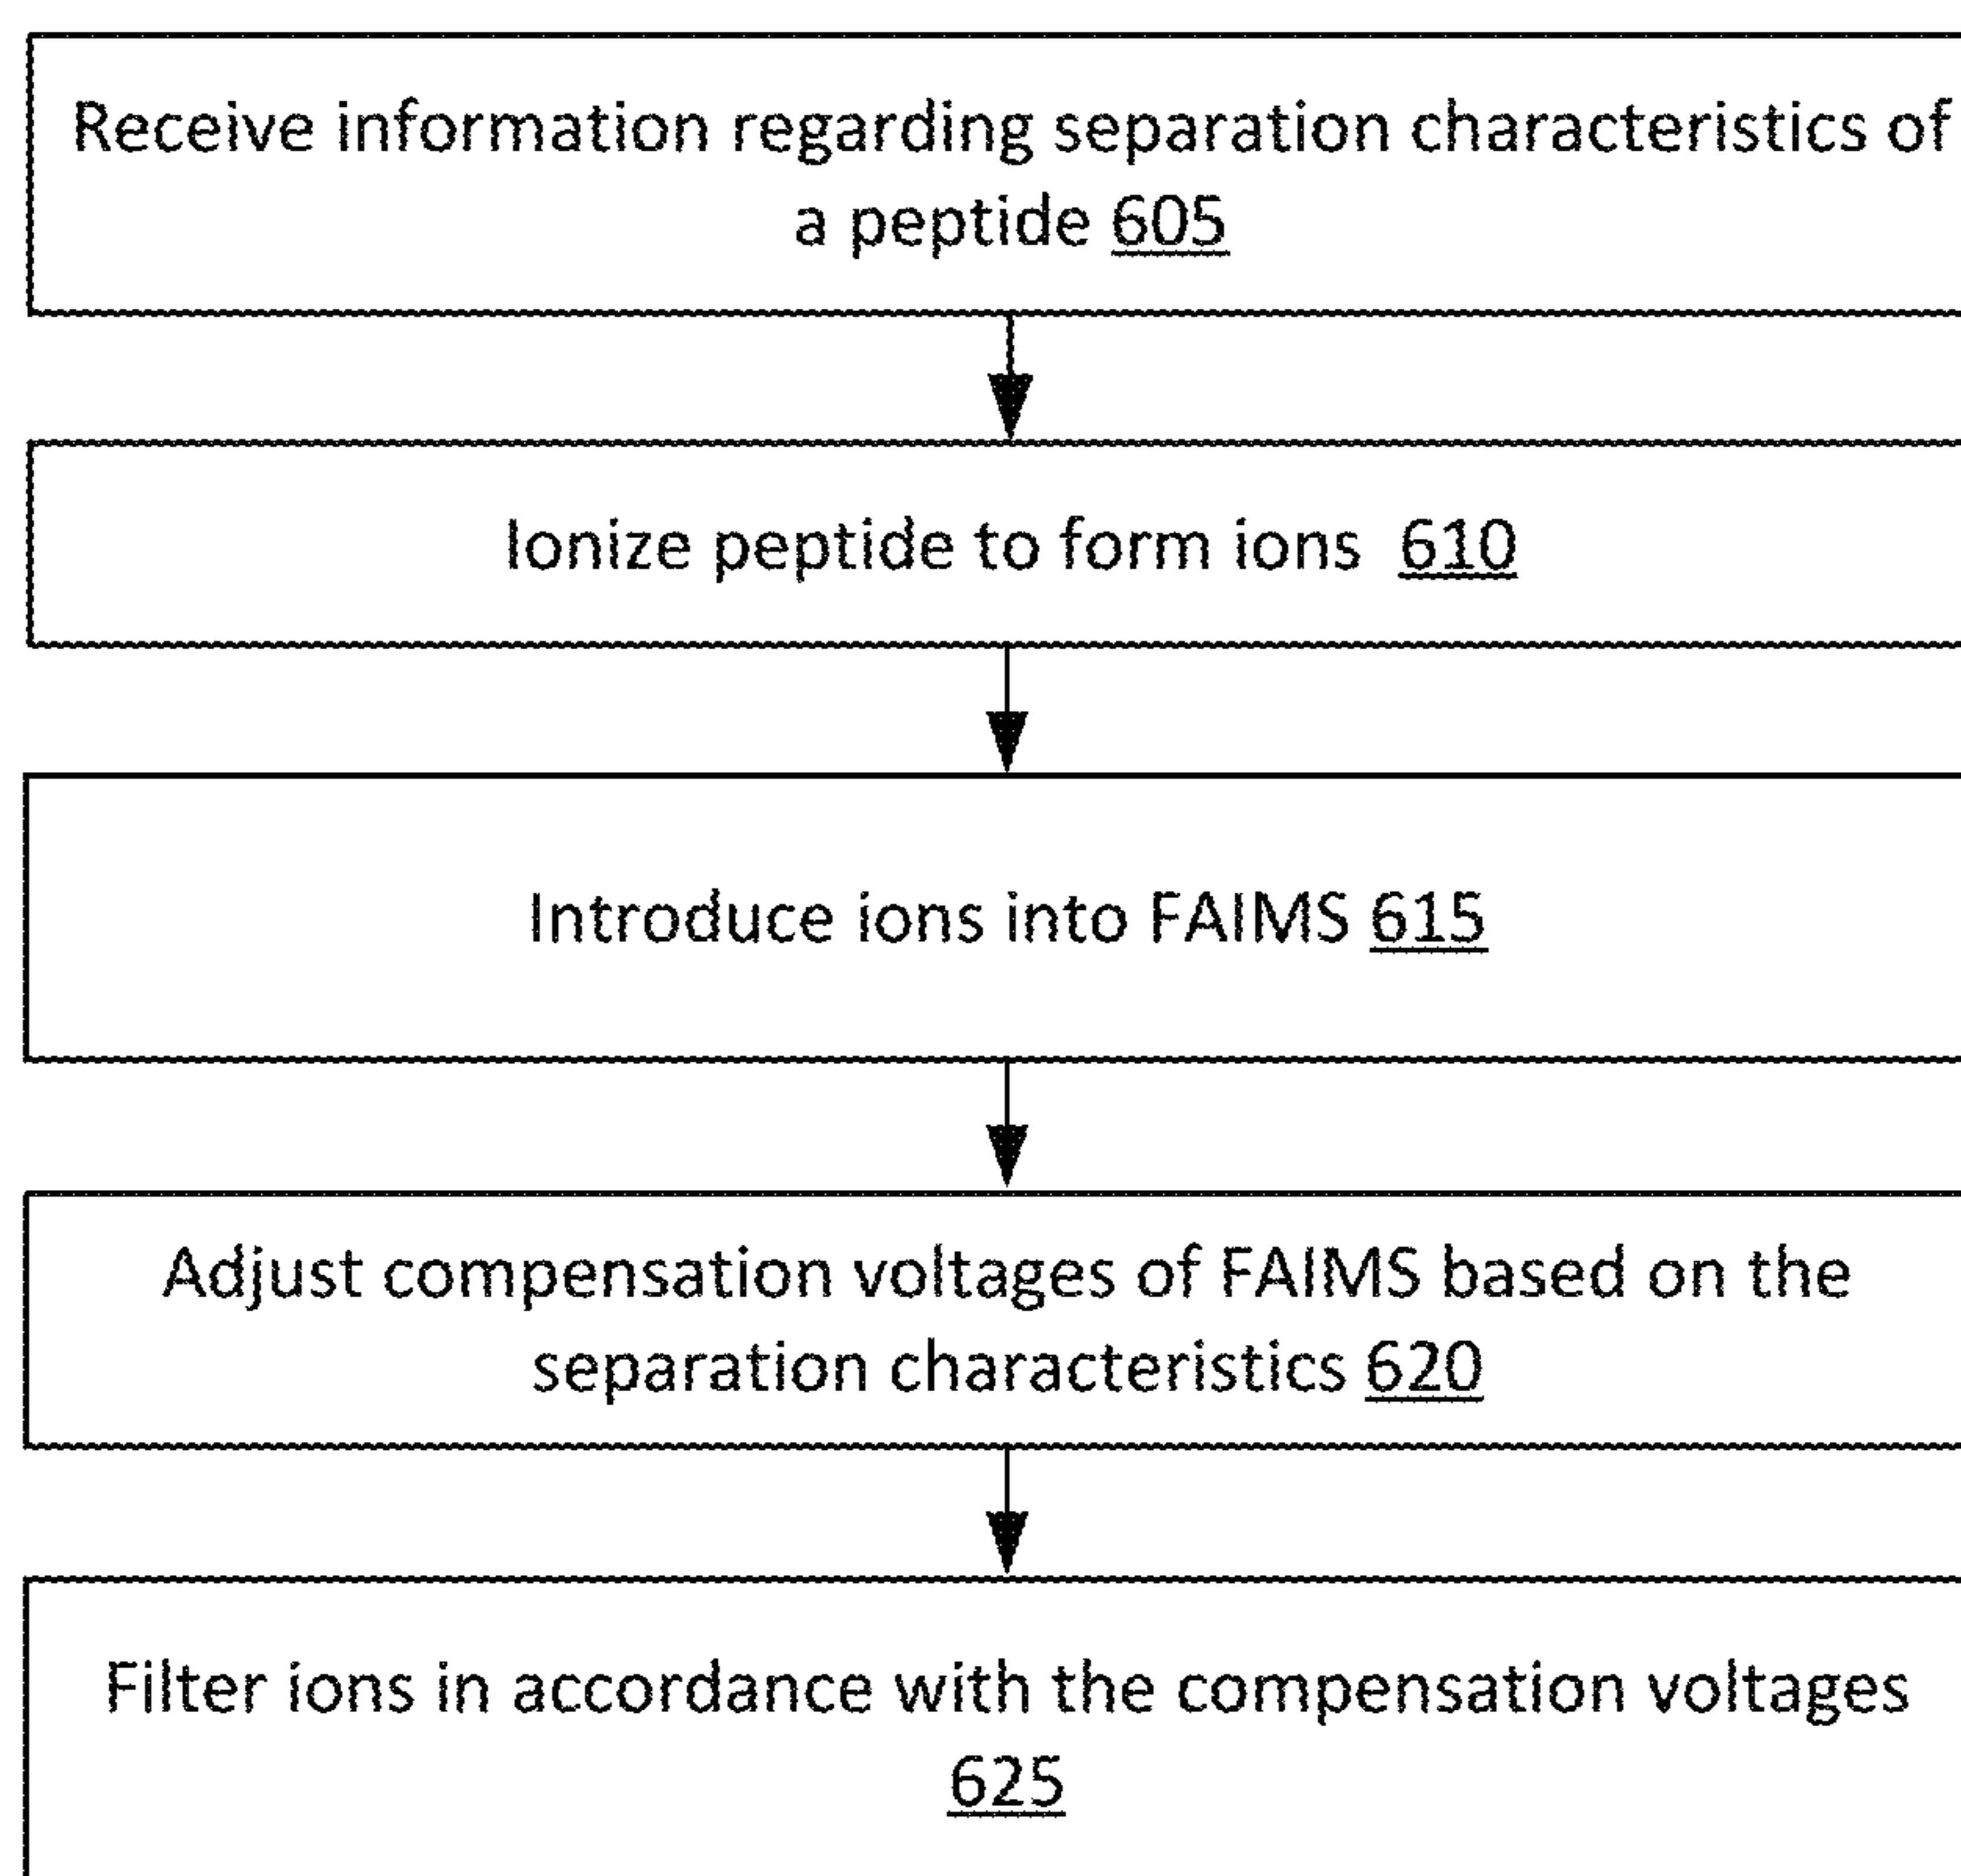 Receive information regarding separation characteristics of
a peptide 605
Ionize peptide to form ions 610
Introduce ions into FAIMS 615
Adjust compensation voltages of FAIMS based on the
separation characteristics 620
Filter ions in accordance with the compensation voltages
625